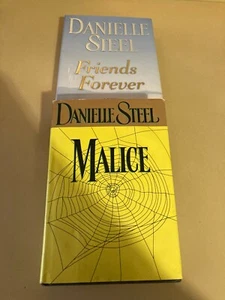 DANIELLE
STEEL
Friends
Forever
DANIELLE STEEL
MALICE